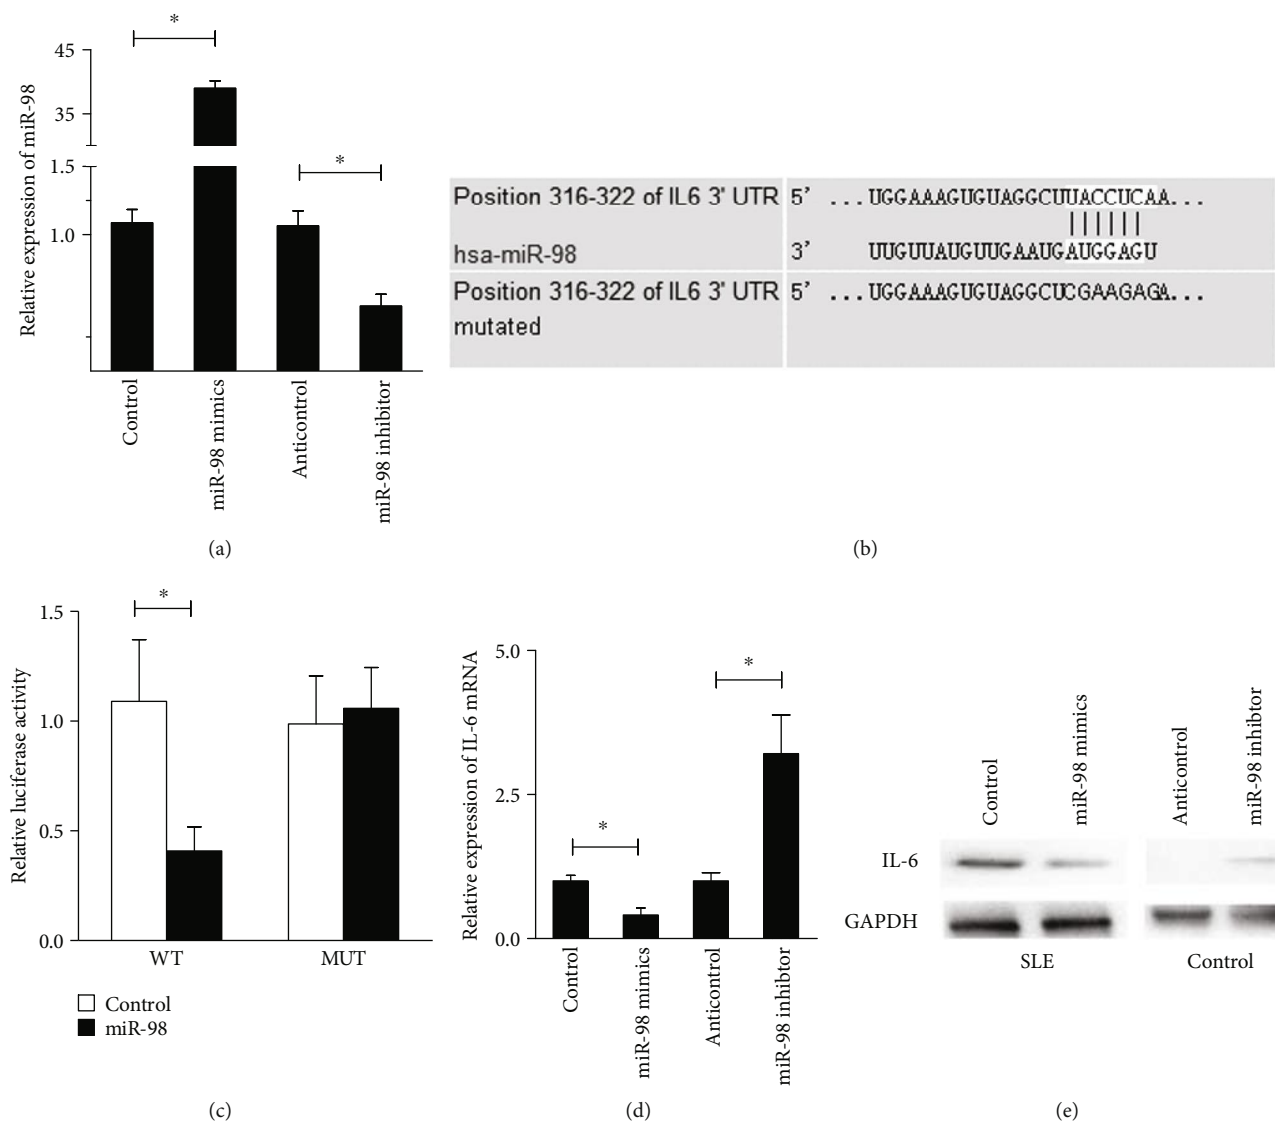 *
45
35
1.5
1.0
*
Relative expression of miR-98
Control
miR-98 mimics
Anticontrol
miR-98 inhibitor
(a)
Position 316-322 of IL6 3' UTR 5' ...UGGAAAGUGUAGGCUUACCUCAA...
hsa-miR-98 3' UUGUUAUGUUGAAUGAUGGAGU
Position 316-322 of IL6 3' UTR 5' ...UGGAAAGUGUAGGCUCGAAGAGA...
mutated
(b)
*
1.5
1.0
0.5
0.0
Relative luciferase activity
WT MUT
Control
miR-98
(c)
5.0
2.5
0.0
*
*
Relative expression of IL-6 mRNA
Control
miR-98 mimics
Anticontrol
miR-98 inhibtor
(d)
Control
miR-98 mimics
Anticontrol
miR-98 inhibtor
IL-6
GAPDH
SLE Control
(e)